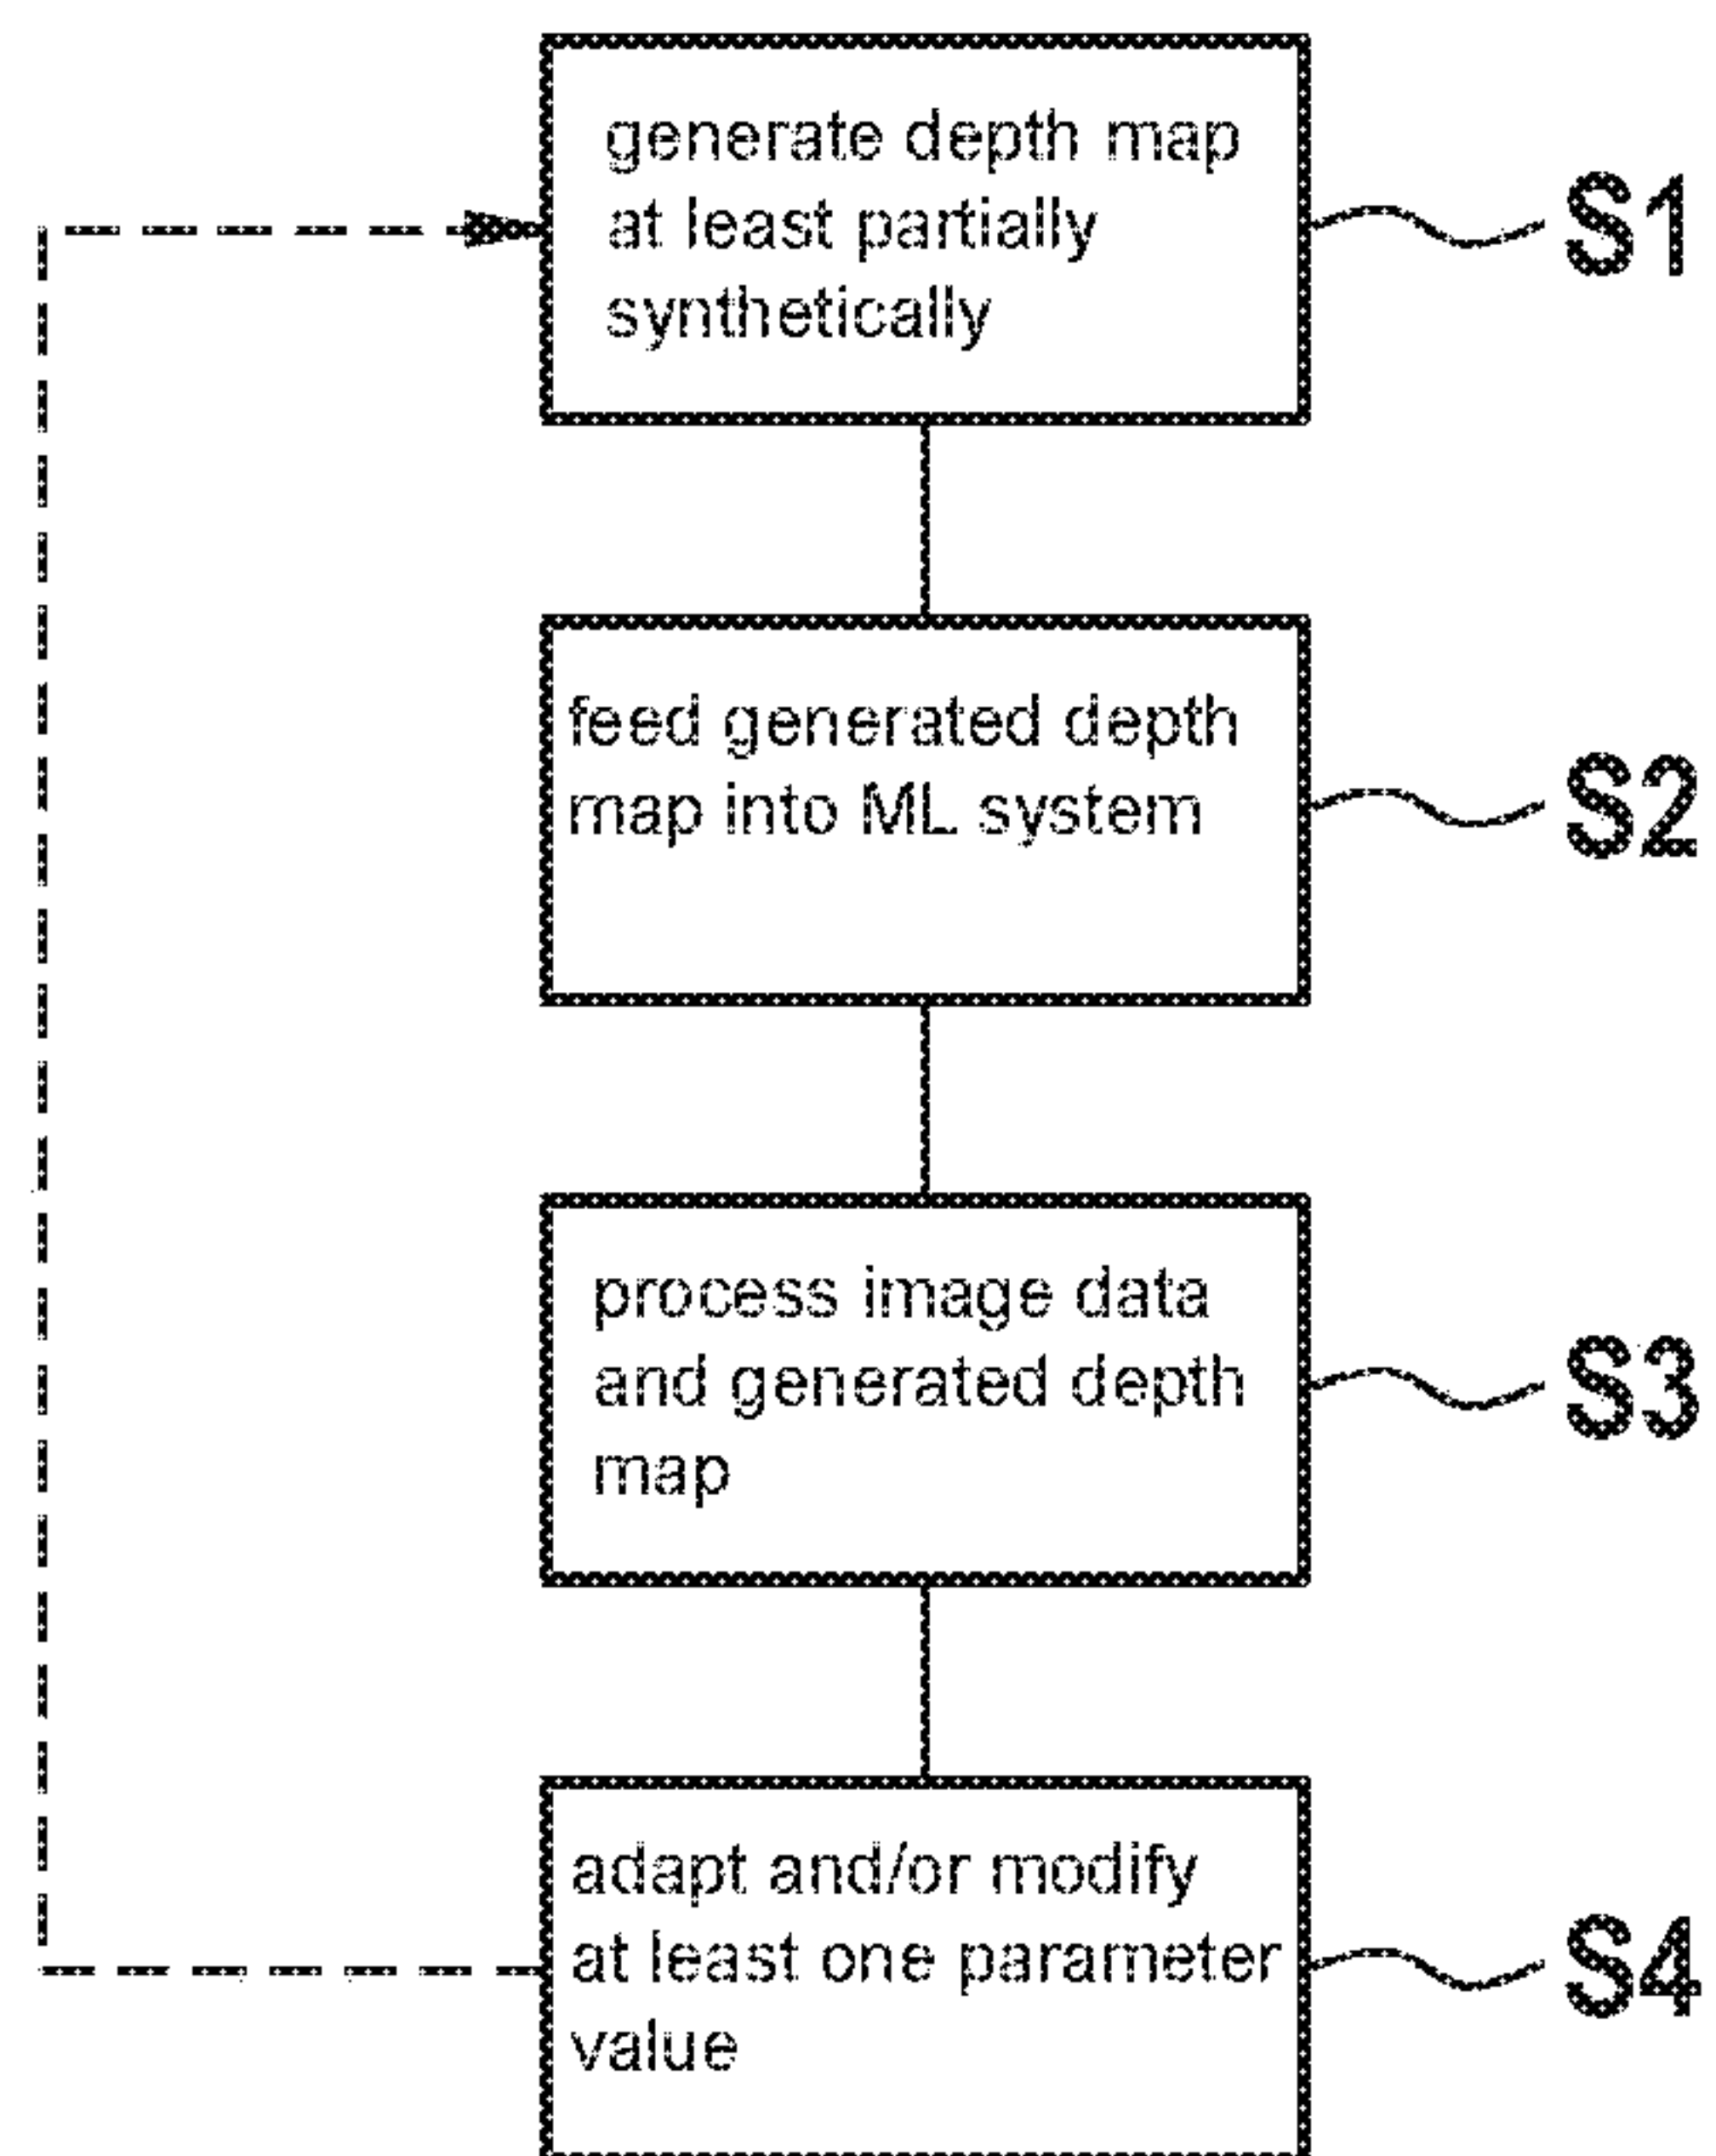 generate depth map
at least partially
synthetically
S1
feed generated depth
map into ML system
S2
process image data
and generated depth
map
S3
adapt and/or modify
at least one parameter
value
S4